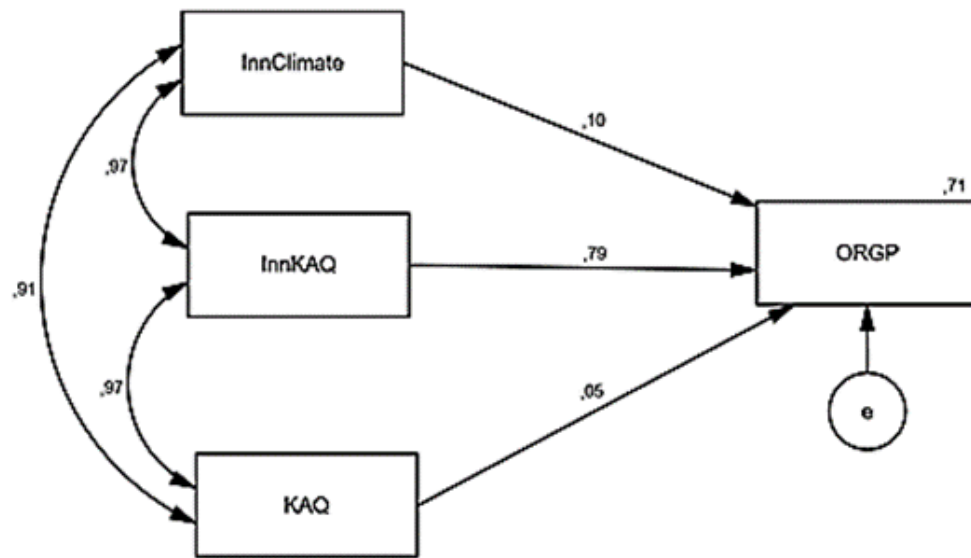 InnClimate
,10
,97
,71
InnKAQ
,79
ORGP
,91
,97
,05
e
KAQ